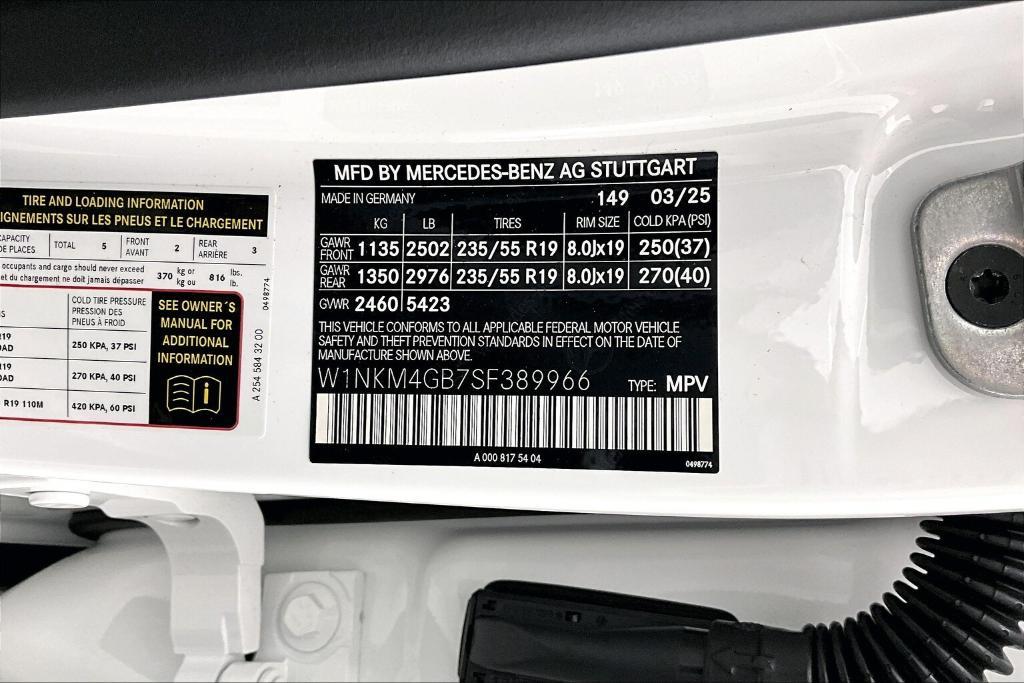 TIRE AND LOADING INFORMATION
SUR LES PNEUS ET LE CHARGEMENT
TOTAL 5 FRONT AVANT 2 REAR ARRIÈRE 3
DE PLACES
occupants and cargo should never exceed 370 kg or 816 lbs.
et du chargement ne doit jamais dépasser kg ou lb.
COLD TIRE PRESSURE
PRESSION DES
PNEUS À FROID
250 KPA, 37 PSI
270 KPA, 40 PSI
R19 110M 420 KPA, 60 PSI
SEE OWNER'S
MANUAL FOR
ADDITIONAL
INFORMATION
i
A 254 584 32 00
0498774
MFD BY MERCEDES-BENZ AG STUTTGART
MADE IN GERMANY 149 03/25
KG LB TIRES RIM SIZE COLD KPA(PSI)
GAWR FRONT 1135 2502 235/55 R19 8.0Jx19 250(37)
GAWR REAR 1350 2976 235/55 R19 8.0Jx19 270(40)
GVWR 2460 5423
THIS VEHICLE CONFORMS TO ALL APPLICABLE FEDERAL MOTOR VEHICLE
SAFETY AND THEFT PREVENTION STANDARDS IN EFFECT ON THE DATE OF
MANUFACTURE SHOWN ABOVE.
W1NKM4GB7SF389966 TYPE: MPV
A 000 817 54 04
0498774